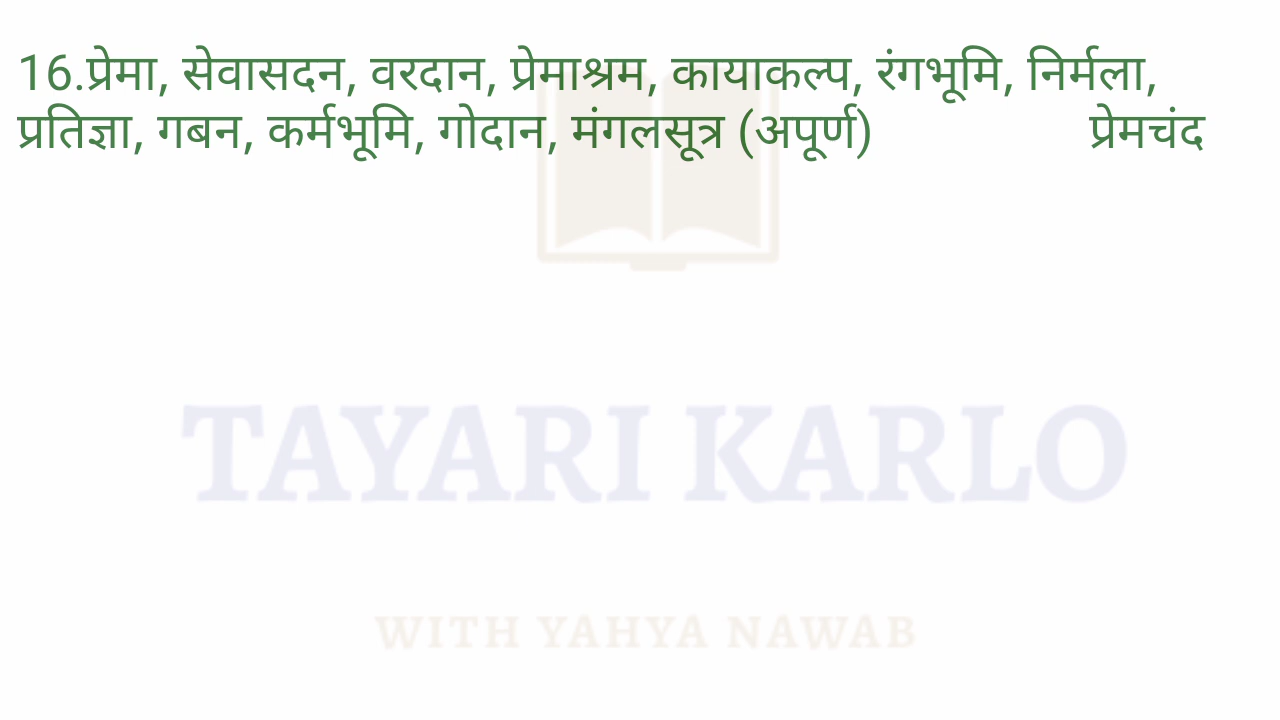 16.प्रेमा, सेवासदन, वरदान, प्रेमाश्रम, कायाकल्प, रंगभूमि, निर्मला,
प्रतिज्ञा, गबन, कर्मभूमि, गोदान, मंगलसूत्र (अपूर्ण) प्रेमचंद
TAYARI KARLO
WITH YAHYA NAWAB